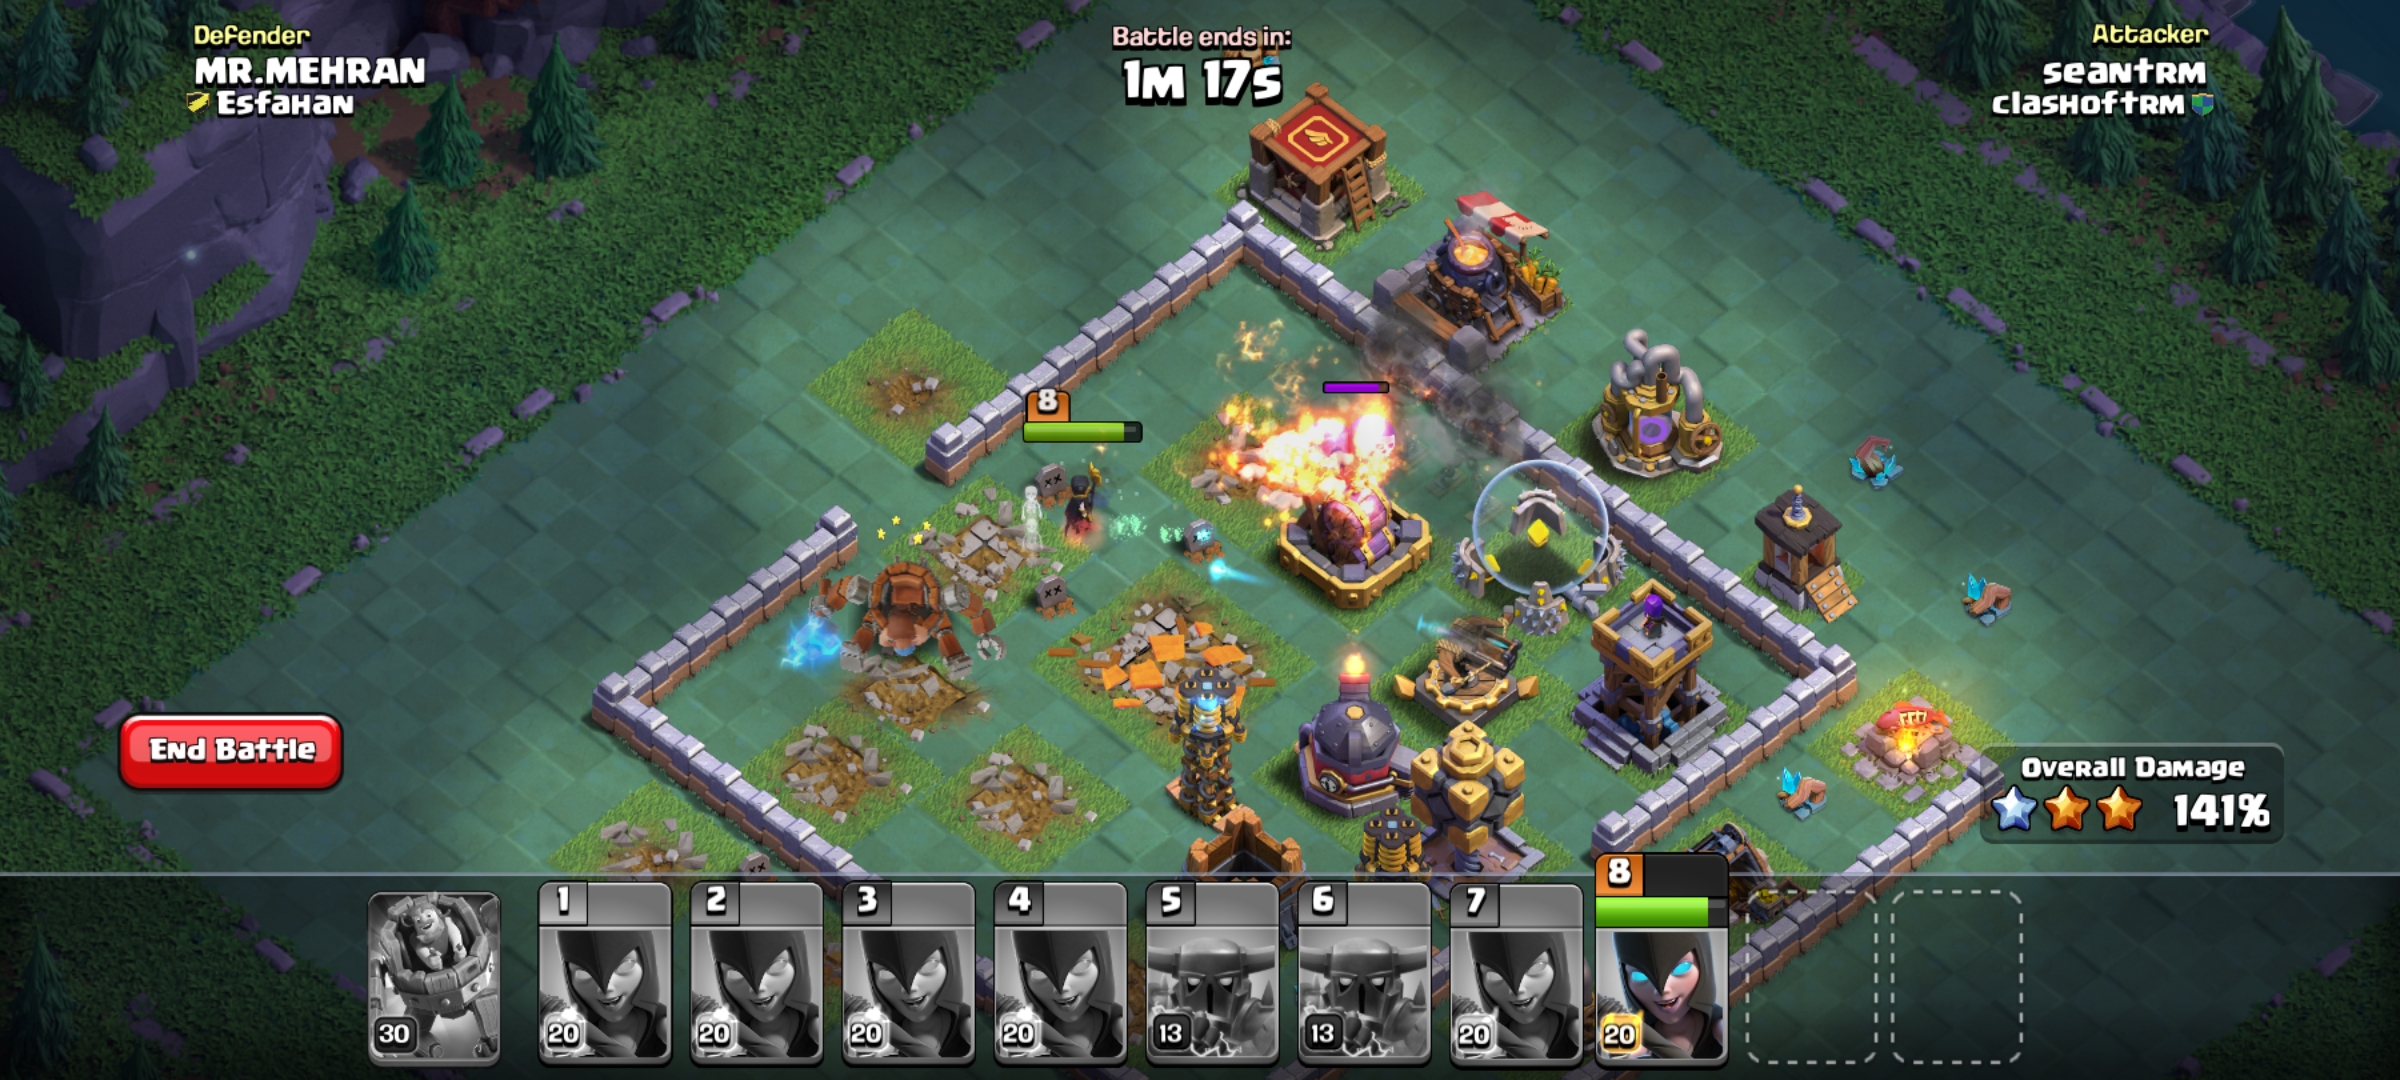 Defender
MR.MEHRAN
Esfahan
Battle ends in:
1M 17s
Attacker
seantRM
clashoftRM
8
End Battle
Overall Damage
141%
30
1
20
2
20
3
20
4
20
5
13
6
13
7
20
8
20